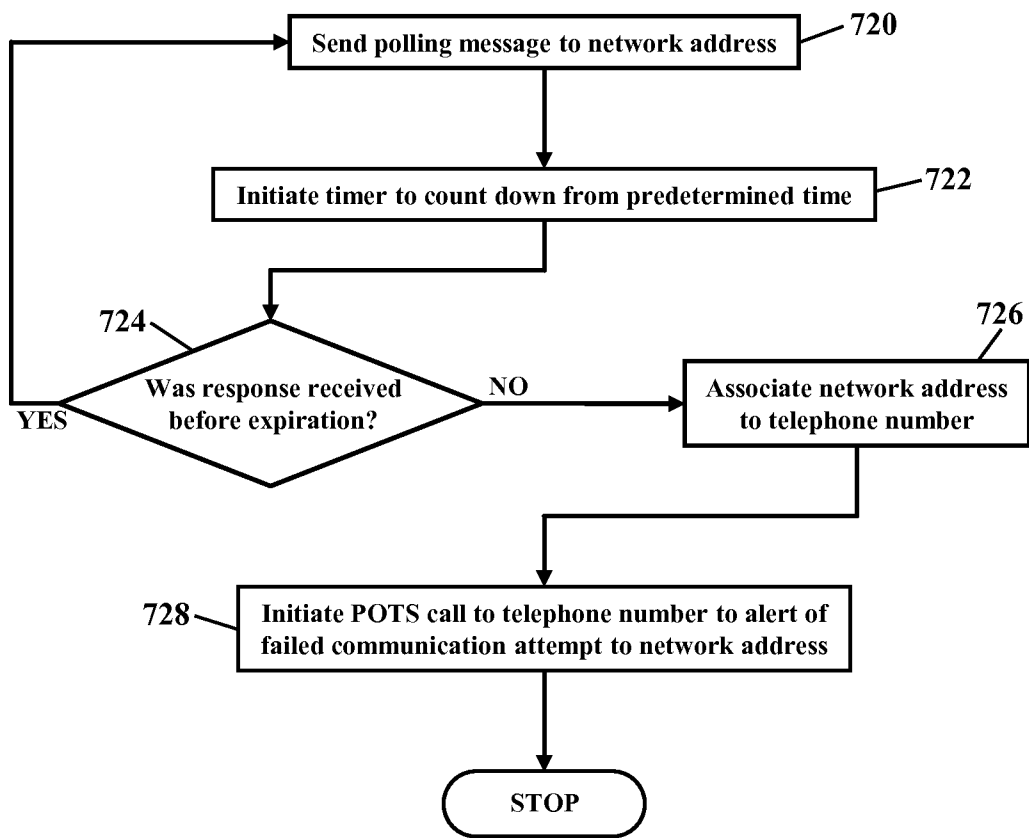 Send polling message to network address
720
Initiate timer to count down from predetermined time
722
724
Was response received
before expiration?
YES
NO
726
Associate network address
to telephone number
728
Initiate POTS call to telephone number to alert of
failed communication attempt to network address
STOP